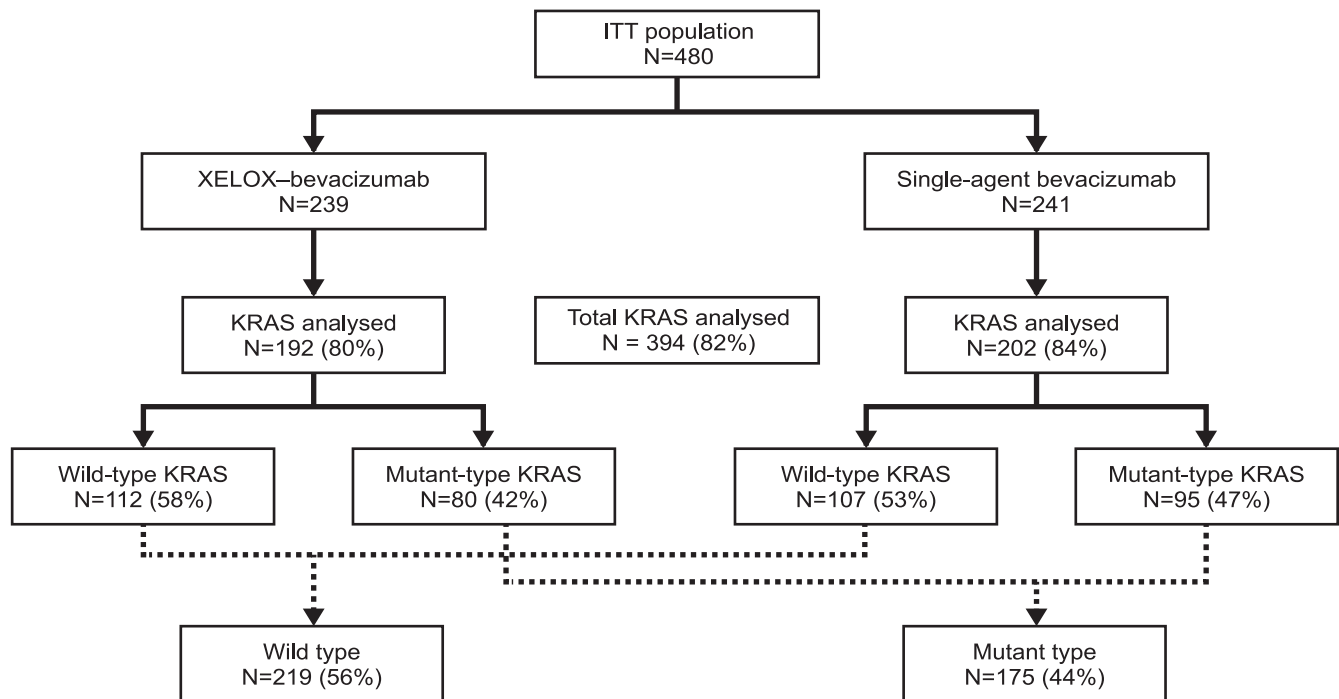 ITT population
N=480
XELOX–bevacizumab
N=239
Single-agent bevacizumab
N=241
KRAS analysed
N=192 (80%)
Total KRAS analysed
N = 394 (82%)
KRAS analysed
N=202 (84%)
Wild-type KRAS
N=112 (58%)
Mutant-type KRAS
N=80 (42%)
Wild-type KRAS
N=107 (53%)
Mutant-type KRAS
N=95 (47%)
Wild type
N=219 (56%)
Mutant type
N=175 (44%)